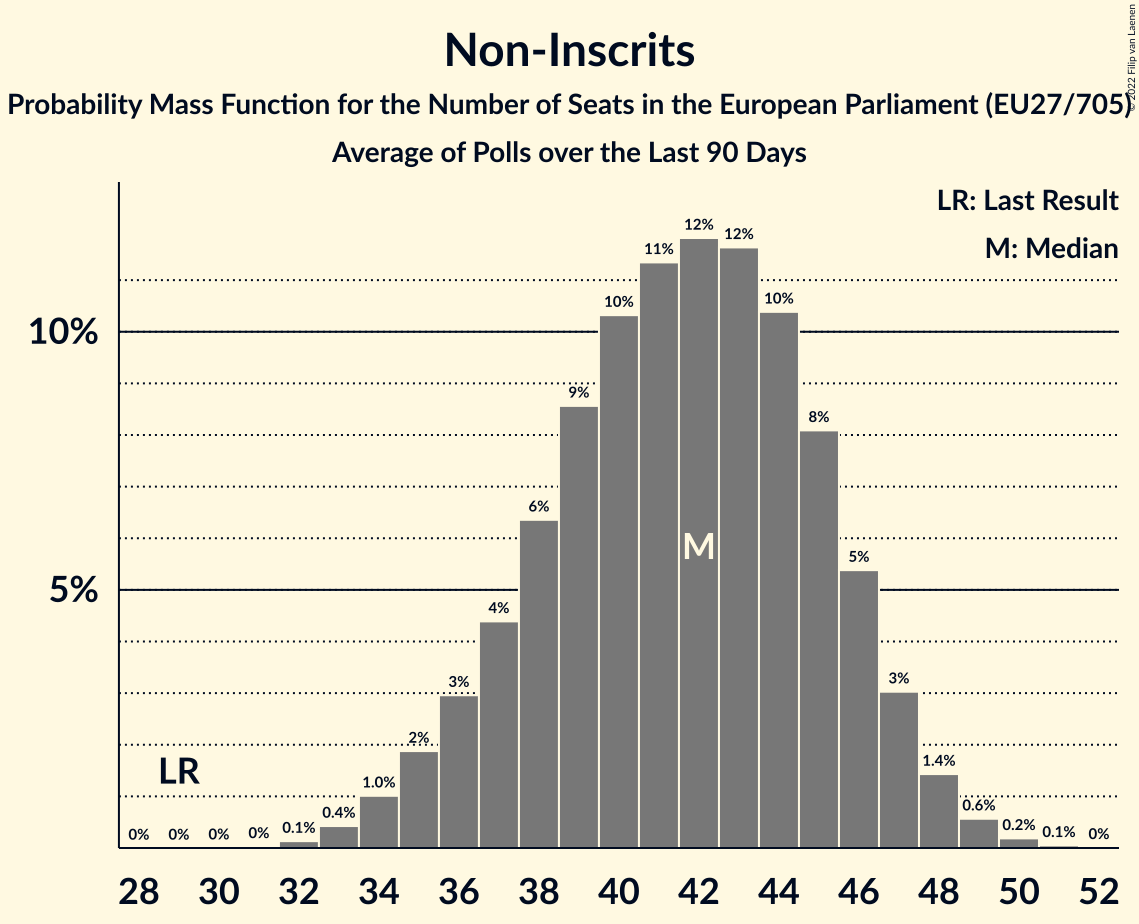 Non-Inscrits
Probability Mass Function for the Number of Seats in the European Parliament (EU27/705)
Average of Polls over the Last 90 Days
© 2022 Filip van Laenen
LR: Last Result
M: Median
10%
5%
0% 0% 0% 0% 0.1% 0.4% 1.0% 2% 3% 4% 6% 9% 10% 11% 12% 12% 10% 8% 5% 3% 1.4% 0.6% 0.2% 0.1% 0%
LR
M
28 30 32 34 36 38 40 42 44 46 48 50 52